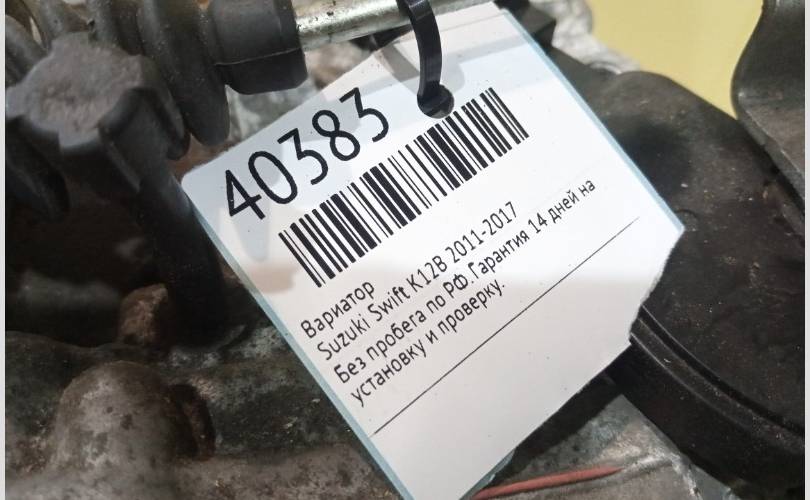 40383
Вариатор
Suzuki Swift K12B 2011-2017
Без пробега по РФ.Гарантия 14 дней на
установку и проверку.